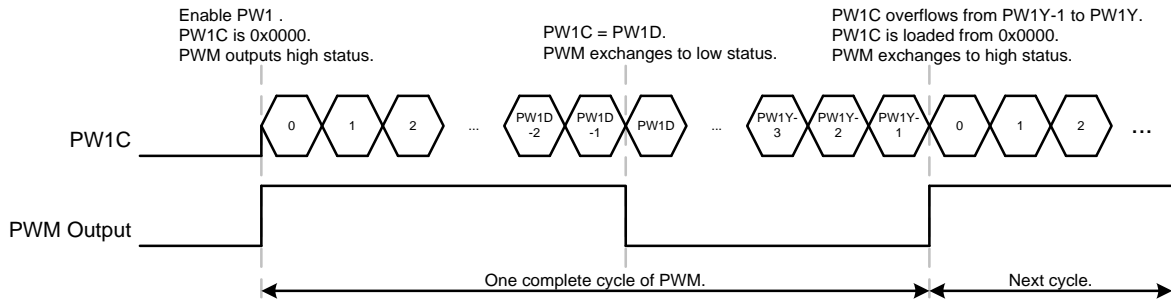 Enable PW1 .
PW1C is 0x0000.
PWM outputs high status.
PW1C = PW1D.
PWM exchanges to low status.
PW1C overflows from PW1Y-1 to PW1Y.
PW1C is loaded from 0x0000.
PWM exchanges to high status.
PW1C
0
1
2
...
PW1D
-2
PW1D
-1
PW1D
...
PW1Y-
3
PW1Y-
2
PW1Y-
1
0
1
2
...
PWM Output
One complete cycle of PWM.
Next cycle.